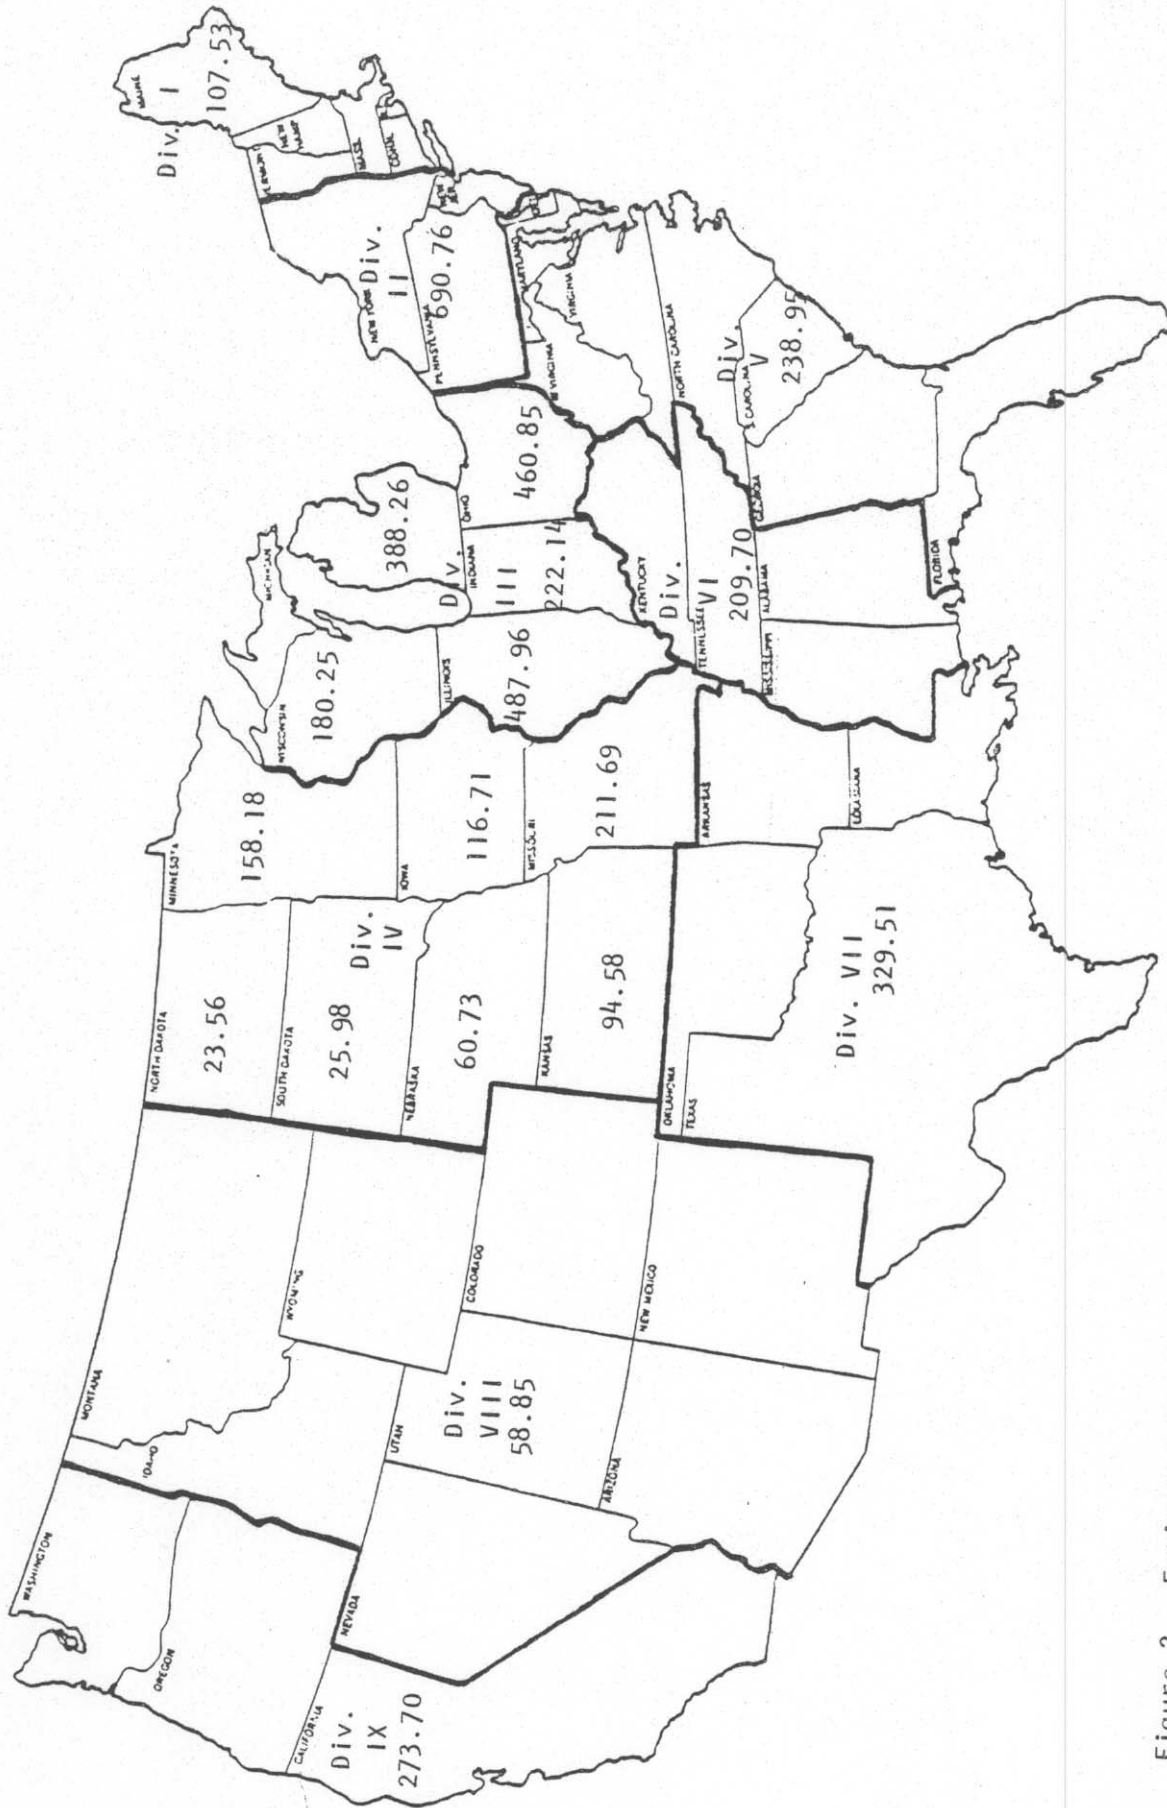 WASHINGTON
OREGON
CALIFORNIA
Div.
IX
273.70
NEVADA
IDAHO
MONTANA
WYOMING
UTAH
Div.
VIII
58.85
COLORADO
ARIZONA
NEW MEXICO
NORTH DAKOTA
23.56
SOUTH DAKOTA
25.98
Div.
IV
NEBRASKA
60.73
KANSAS
94.58
OKLAHOMA
TEXAS
Div. VII
329.51
MINNESOTA
158.18
IOWA
116.71
MISSOURI
211.69
ARKANSAS
LOUISIANA
WISCONSIN
180.25
MICHIGAN
388.26
ILLINOIS
487.96
Div.
III
INDIANA
222.14
OHIO
460.85
KENTUCKY
Div.
VI
TENNESSEE
209.70
MISSISSIPPI
ALABAMA
GEORGIA
FLORIDA
Div.
V
CAROLINA
238.95
NORTH CAROLINA
VIRGINIA
W VIRGINIA
MARYLAND
DEL
PENNSYLVANIA
690.76
NEW YORK
Div.
II
NEW
JER
VERMONT
NEW
HAMP
MASS
CONN
R.I.
MAINE
Div.
I
107.53
Figure 2.